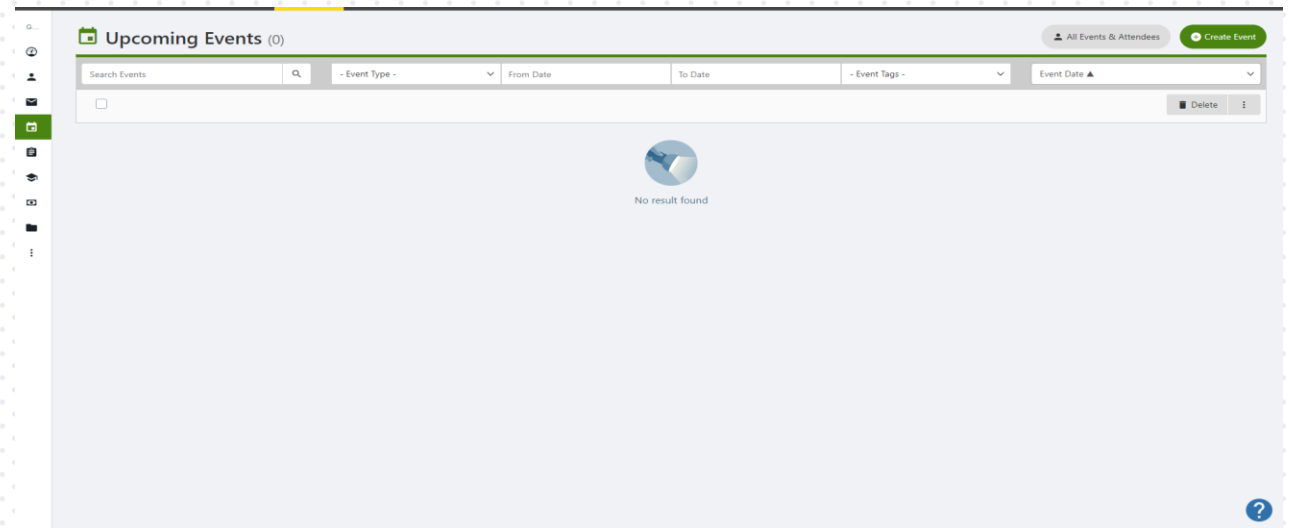 G...
Upcoming Events (0)
All Events & Attendees
Create Event
Search Events
- Event Type -
From Date
To Date
- Event Tags -
Event Date ▲
Delete
No result found
?